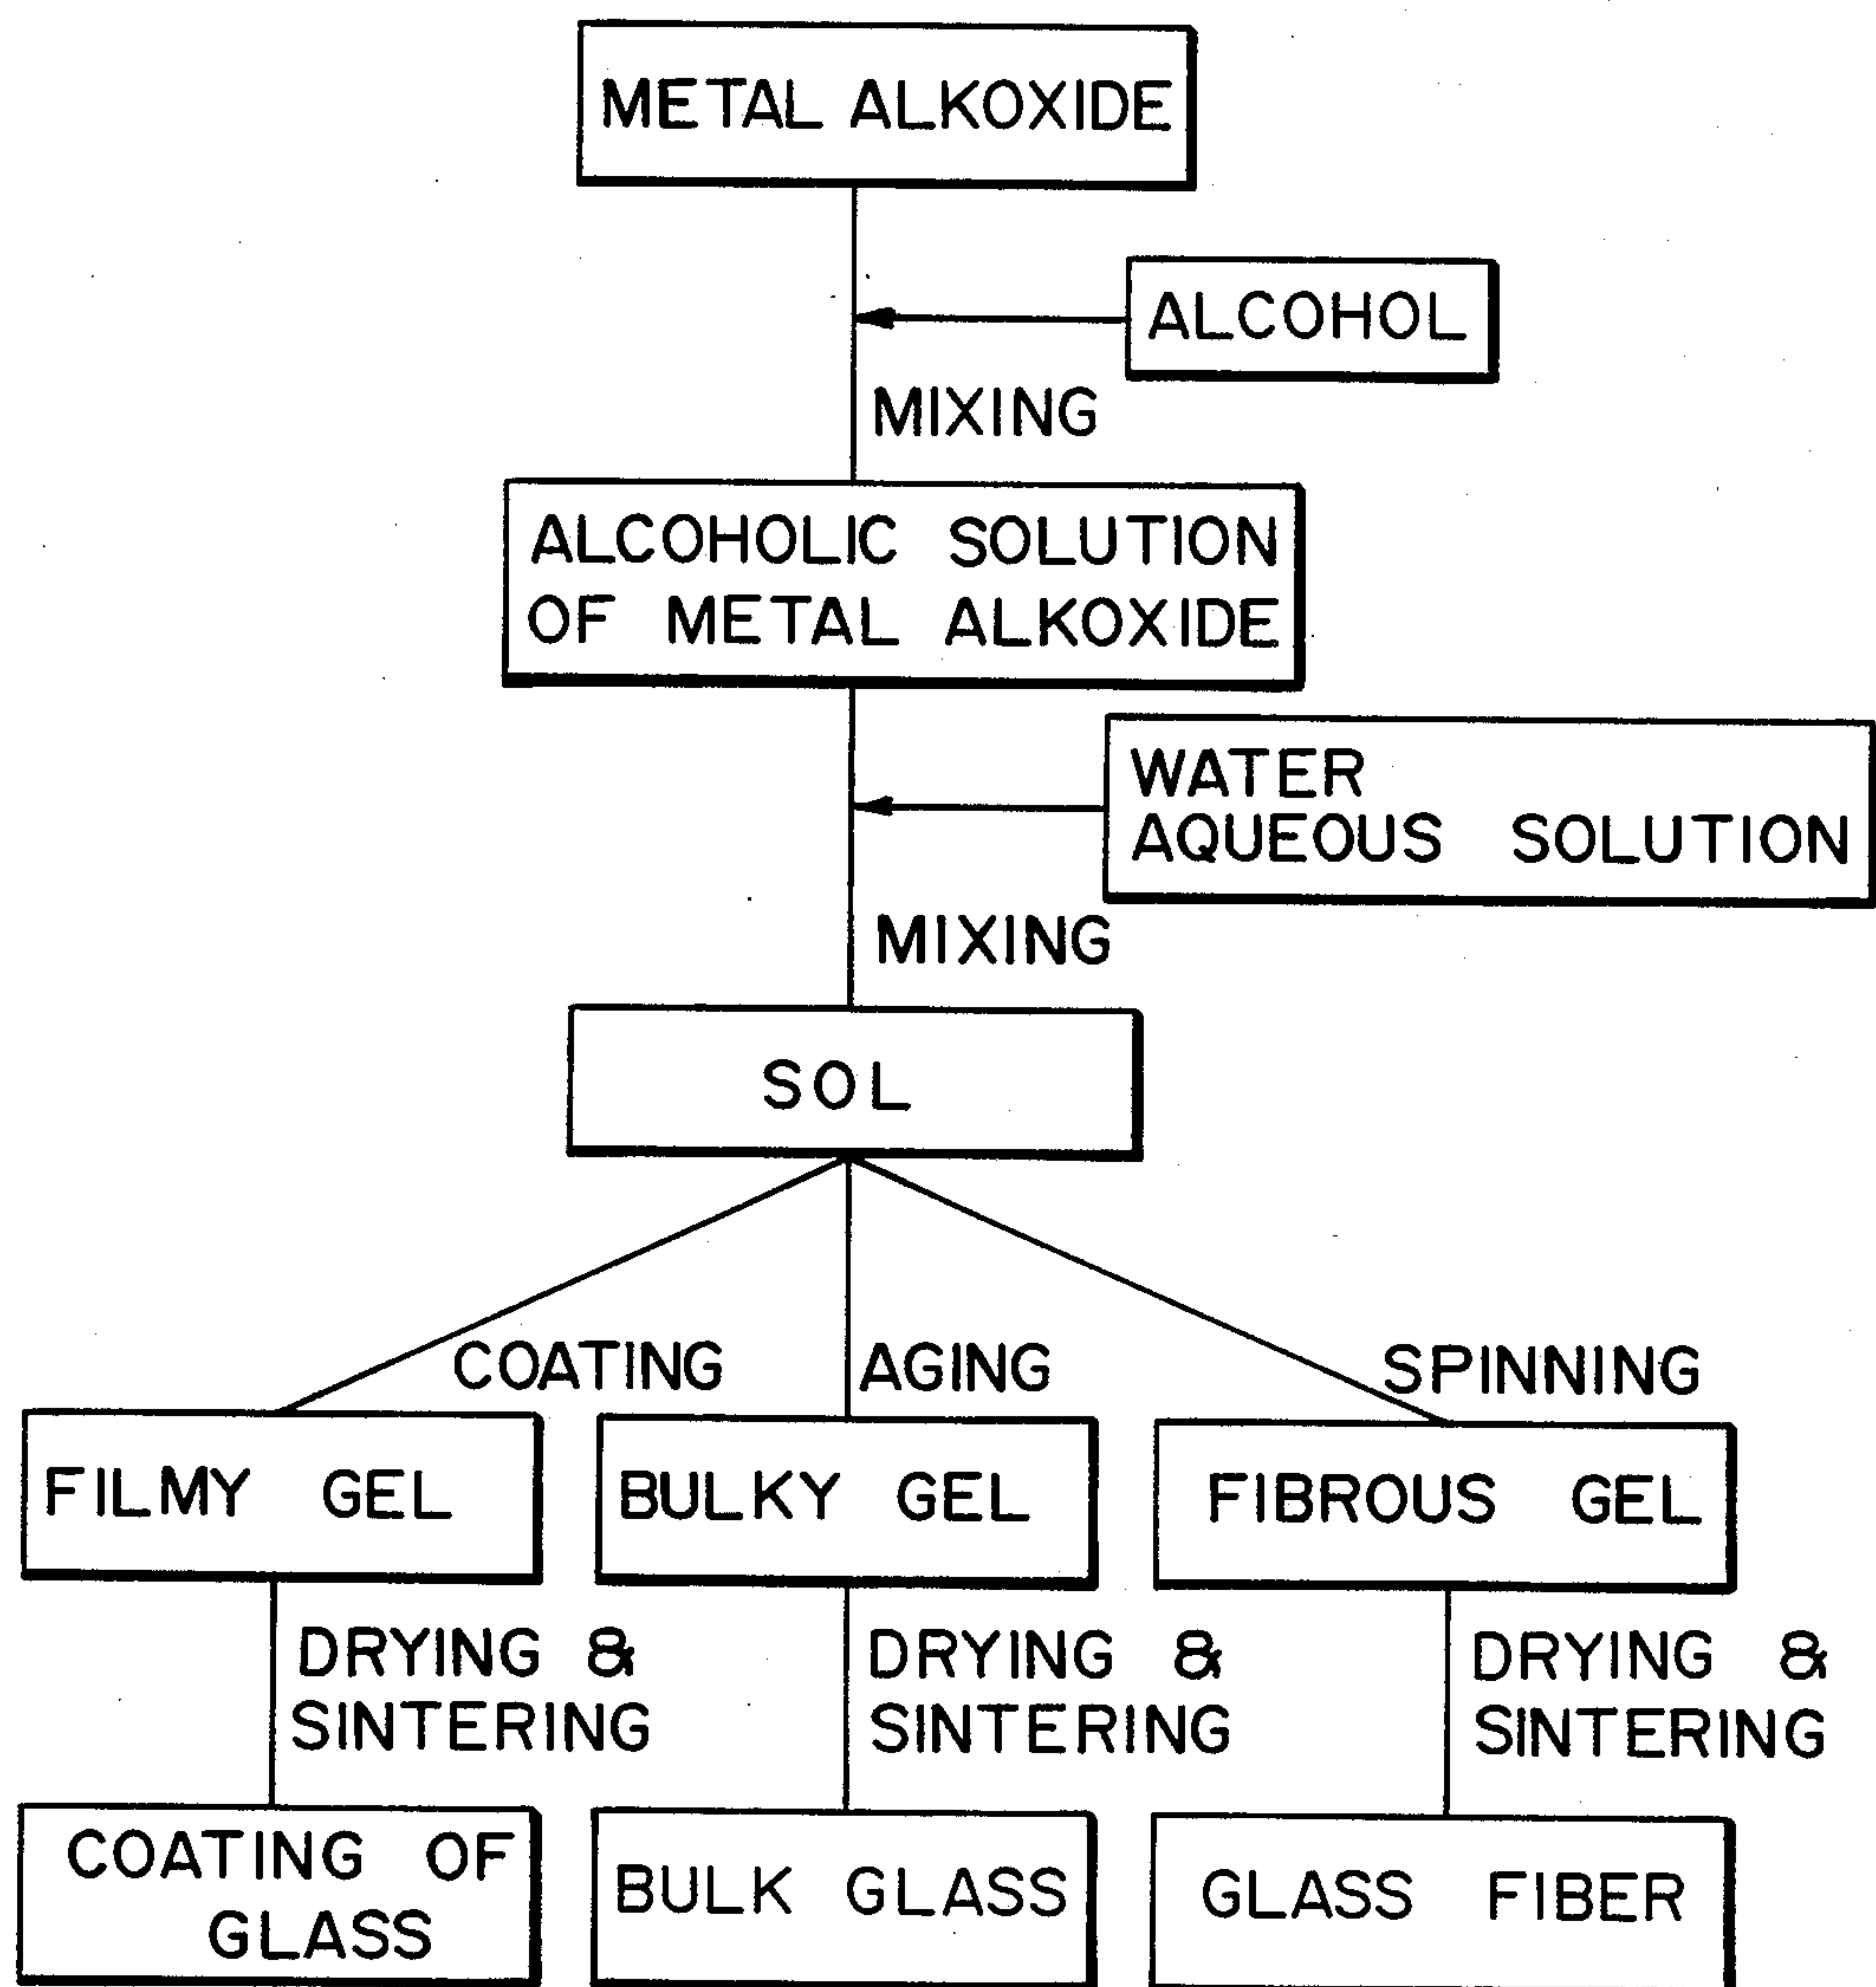 METAL ALKOXIDE
ALCOHOL
MIXING
ALCOHOLIC SOLUTION
OF METAL ALKOXIDE
WATER
AQUEOUS SOLUTION
MIXING
SOL
COATING
AGING
SPINNING
FILMY GEL
BULKY GEL
FIBROUS GEL
DRYING &
SINTERING
DRYING &
SINTERING
DRYING &
SINTERING
COATING OF
GLASS
BULK GLASS
GLASS FIBER